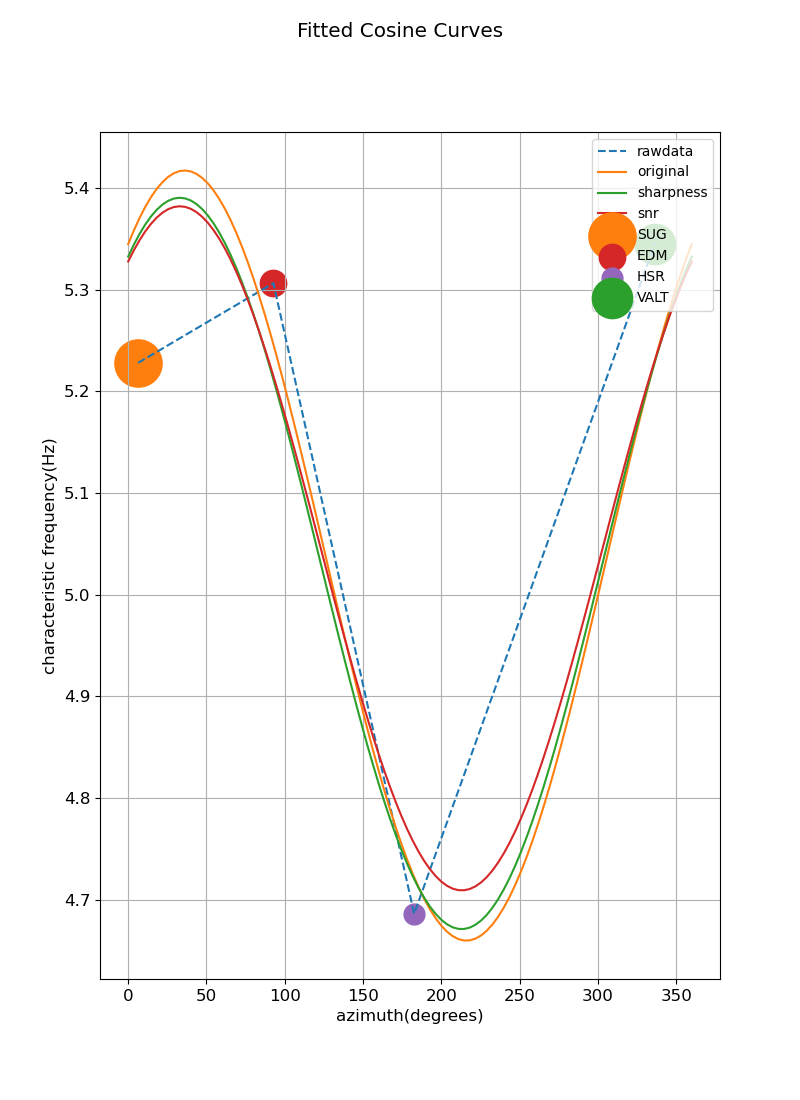 Fitted Cosine Curves
rawdata
original
sharpness
snr
SUG
EDM
HSR
VALT
5.4
5.3
5.2
5.1
5.0
4.9
4.8
4.7
characteristic frequency(Hz)
0 50 100 150 200 250 300 350
azimuth(degrees)